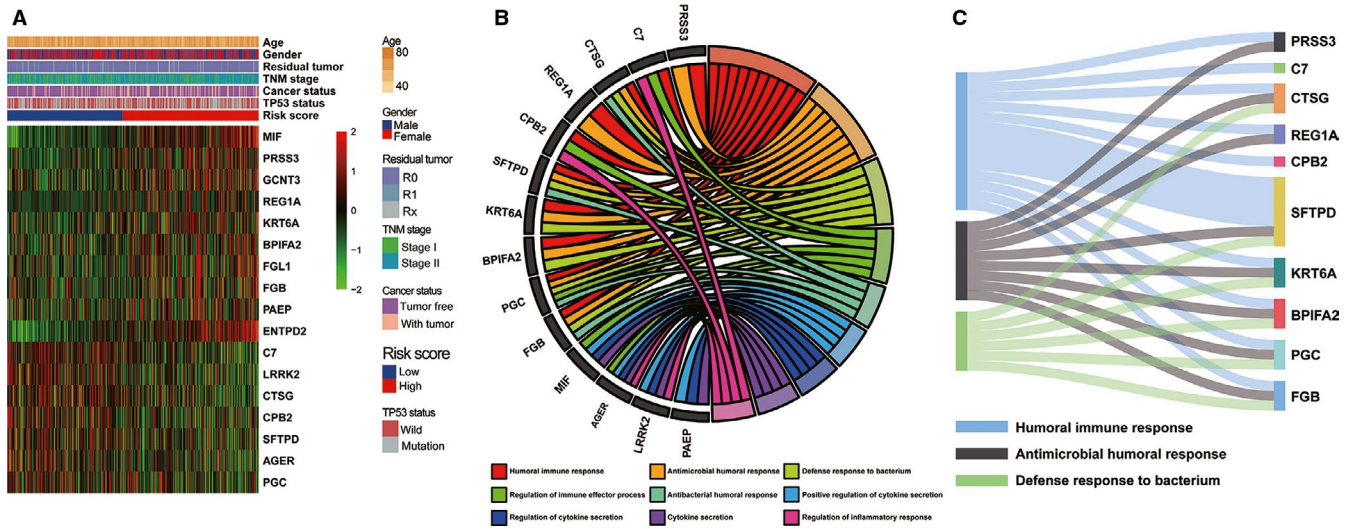 A
Age
Gender
Residual tumor
TNM stage
Cancer status
TP53 status
Risk score
MIF
PRSS3
GCNT3
REG1A
KRT6A
BPIFA2
FGL1
FGB
PAEP
ENTPD2
C7
LRRK2
CTSG
CPB2
SFTPD
AGER
PGC
2
1
0
−1
−2
Age
80
40
Gender
Male
Female
Residual tumor
R0
R1
Rx
TNM stage
Stage I
Stage II
Cancer status
Tumor free
With tumor
Risk score
Low
High
TP53 status
Wild
Mutation
B
PRSS3
C7
CTSG
REG1A
CPB2
SFTPD
KRT6A
BPIFA2
PGC
FGB
MIF
AGER
LRRK2
PAEP
Humoral immune response
Antimicrobial humoral response
Defense response to bacterium
Regulation of immune effector process
Antibacterial humoral response
Positive regulation of cytokine secretion
Regulation of cytokine secretion
Cytokine secretion
Regulation of inflammatory response
C
PRSS3
C7
CTSG
REG1A
CPB2
SFTPD
KRT6A
BPIFA2
PGC
FGB
Humoral immune response
Antimicrobial humoral response
Defense response to bacterium